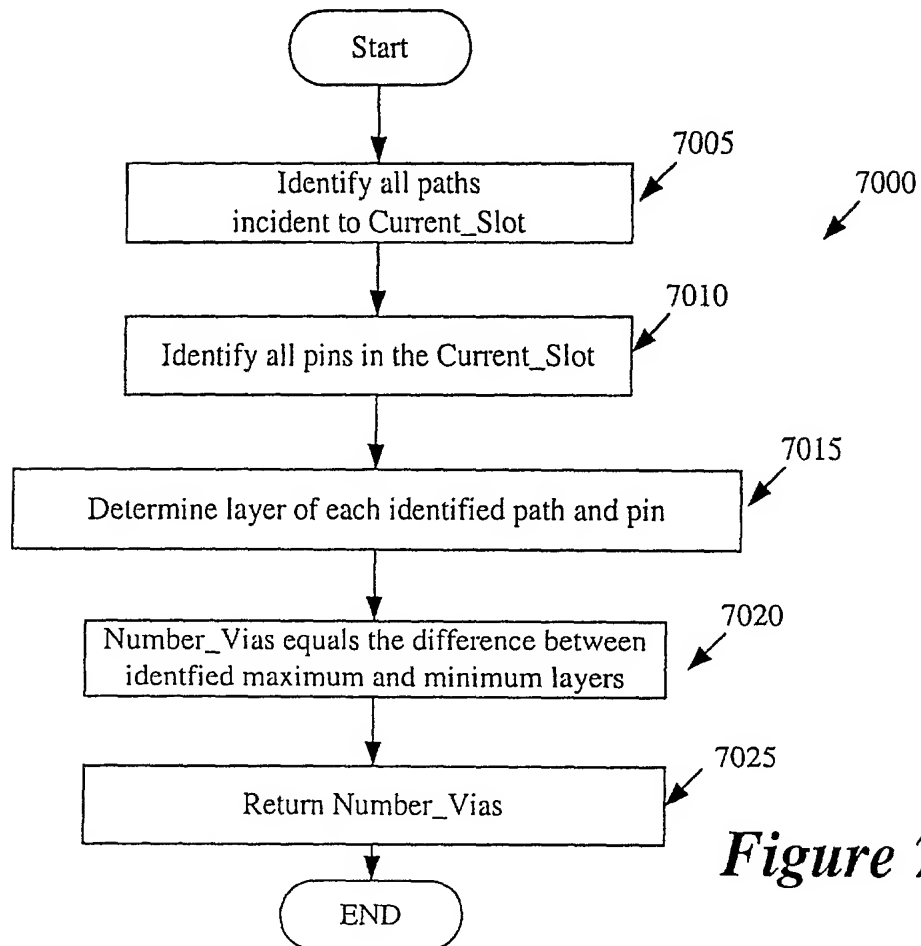 Start
7005
Identify all paths
incident to Current_Slot
7000
7010
Identify all pins in the Current_Slot
7015
Determine layer of each identified path and pin
7020
Number_Vias equals the difference between
identfied maximum and minimum layers
7025
Return Number_Vias
Figure
END